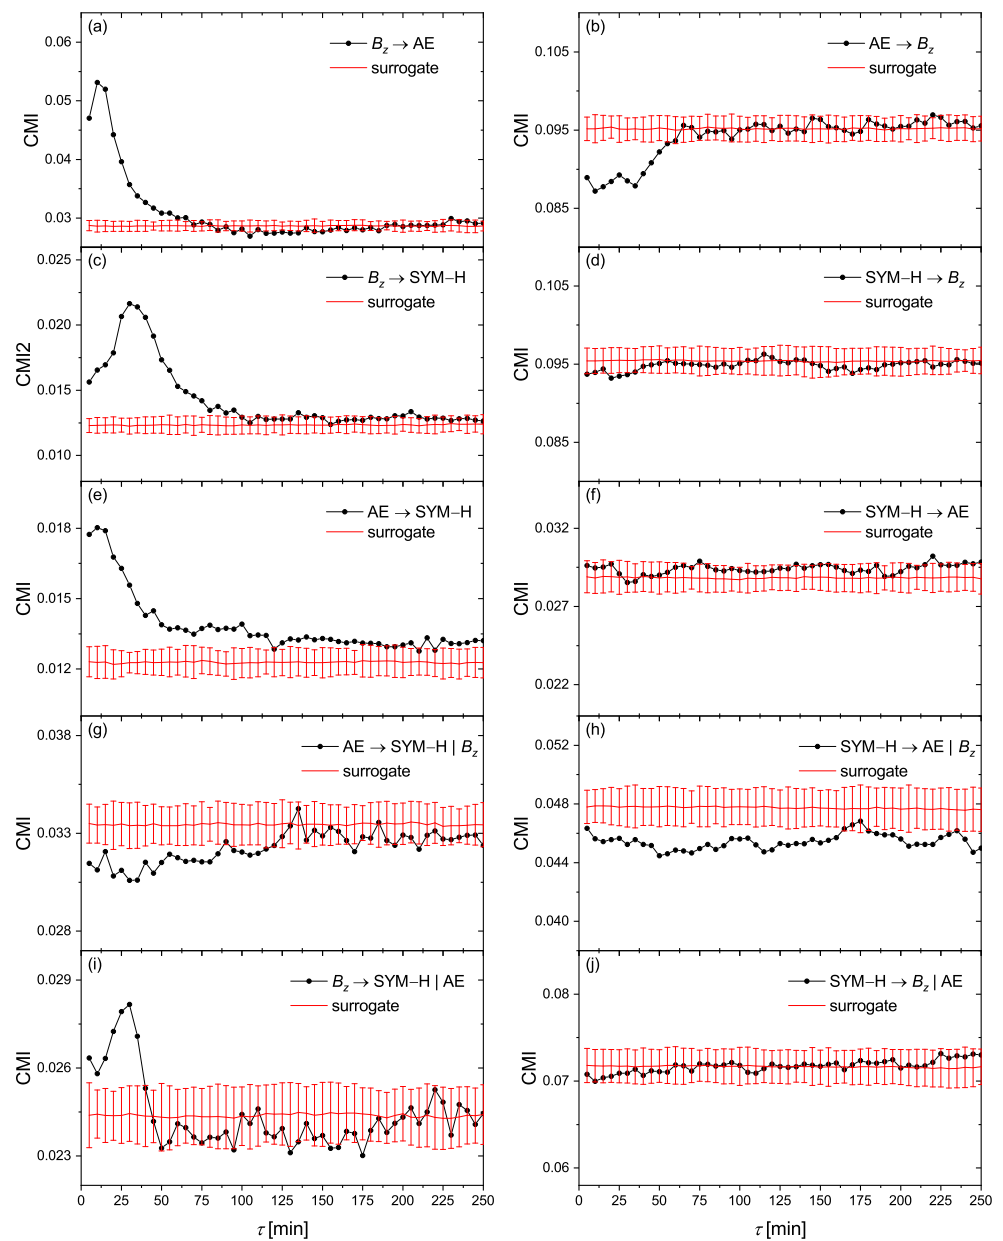 (a)
B_z → AE
surrogate
0.06
0.05
0.04
0.03
CMI
(b)
AE → B_z
surrogate
0.105
0.095
0.085
CMI
(c)
B_z → SYM–H
surrogate
0.025
0.020
0.015
0.010
CMI2
(d)
SYM–H → B_z
surrogate
0.105
0.095
0.085
CMI
(e)
AE → SYM–H
surrogate
0.018
0.015
0.012
CMI
(f)
SYM–H → AE
surrogate
0.032
0.027
0.022
CMI
(g)
AE → SYM–H | B_z
surrogate
0.038
0.033
0.028
CMI
(h)
SYM–H → AE | B_z
surrogate
0.052
0.048
0.044
0.040
CMI
(i)
B_z → SYM–H | AE
surrogate
0.029
0.026
0.023
CMI
0 25 50 75 100 125 150 175 200 225 250
τ [min]
(j)
SYM–H → B_z | AE
surrogate
0.08
0.07
0.06
CMI
0 25 50 75 100 125 150 175 200 225 250
τ [min]